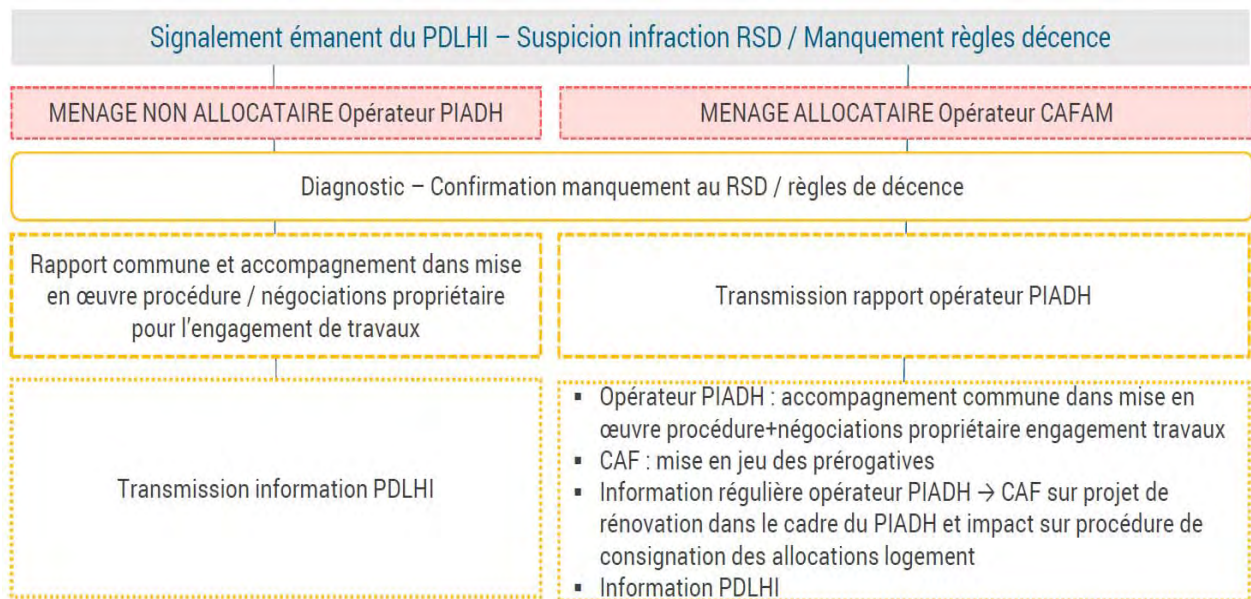 Signalement émanent du PDLHI – Suspicion infraction RSD / Manquement règles décence
MENAGE NON ALLOCATAIRE Opérateur PIADH
MENAGE ALLOCATAIRE Opérateur CAFAM
Diagnostic – Confirmation manquement au RSD / règles de décence
Rapport commune et accompagnement dans mise
en œuvre procédure / négociations propriétaire
pour l'engagement de travaux
Transmission rapport opérateur PIADH
Transmission information PDLHI
▪ Opérateur PIADH : accompagnement commune dans mise en
œuvre procédure+négociations propriétaire engagement travaux
▪ CAF : mise en jeu des prérogatives
▪ Information régulière opérateur PIADH → CAF sur projet de
rénovation dans le cadre du PIADH et impact sur procédure de
consignation des allocations logement
▪ Information PDLHI